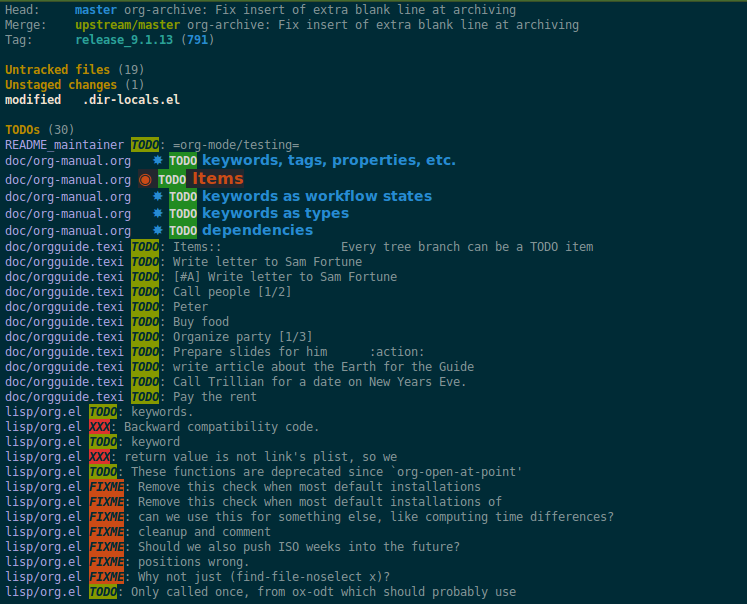 Head:     master org-archive: Fix insert of extra blank line at archiving
Merge:    upstream/master org-archive: Fix insert of extra blank line at archiving
Tag:      release_9.1.13 (791)

Untracked files (19)
Unstaged changes (1)
modified   .dir-locals.el

TODOs (30)
README_maintainer TODO: =org-mode/testing=
doc/org-manual.org   ✸ TODO keywords, tags, properties, etc.
doc/org-manual.org ◉ TODO Items
doc/org-manual.org   ✸ TODO keywords as workflow states
doc/org-manual.org   ✸ TODO keywords as types
doc/org-manual.org   ✸ TODO dependencies
doc/orgguide.texi TODO: Items::                 Every tree branch can be a TODO item
doc/orgguide.texi TODO: Write letter to Sam Fortune
doc/orgguide.texi TODO: [#A] Write letter to Sam Fortune
doc/orgguide.texi TODO: Call people [1/2]
doc/orgguide.texi TODO: Peter
doc/orgguide.texi TODO: Buy food
doc/orgguide.texi TODO: Organize party [1/3]
doc/orgguide.texi TODO: Prepare slides for him      :action:
doc/orgguide.texi TODO: write article about the Earth for the Guide
doc/orgguide.texi TODO: Call Trillian for a date on New Years Eve.
doc/orgguide.texi TODO: Pay the rent
lisp/org.el TODO: keywords.
lisp/org.el XXX: Backward compatibility code.
lisp/org.el TODO: keyword
lisp/org.el XXX: return value is not link's plist, so we
lisp/org.el TODO: These functions are deprecated since `org-open-at-point'
lisp/org.el FIXME: Remove this check when most default installations
lisp/org.el FIXME: Remove this check when most default installations of
lisp/org.el FIXME: can we use this for something else, like computing time differences?
lisp/org.el FIXME: cleanup and comment
lisp/org.el FIXME: Should we also push ISO weeks into the future?
lisp/org.el FIXME: positions wrong.
lisp/org.el FIXME: Why not just (find-file-noselect x)?
lisp/org.el TODO: Only called once, from ox-odt which should probably use